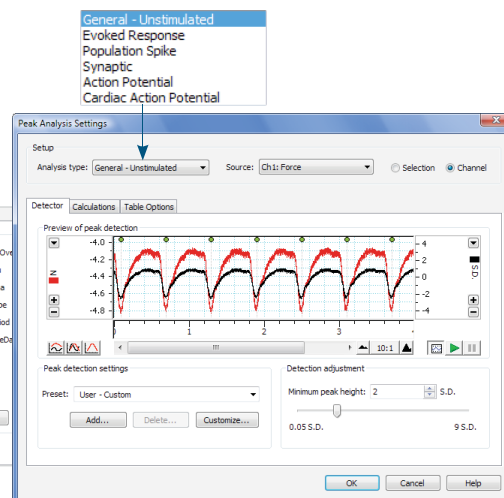 General - Unstimulated
Evoked Response
Population Spike
Synaptic
Action Potential
Cardiac Action Potential
Peak Analysis Settings
Setup
Analysis type: General - Unstimulated Source: Ch1: Force Selection Channel
Detector Calculations Table Options
Preview of peak detection
-4.0
-4.2
-4.4
-4.6
-4.8
N
4
2
0
-2
-4
S.D.
0 1 2 3
10:1
Peak detection settings
Preset: User - Custom
Add... Delete... Customize...
Detection adjustment
Minimum peak height: 2 S.D.
0.05 S.D. 9 S.D.
OK Cancel Help